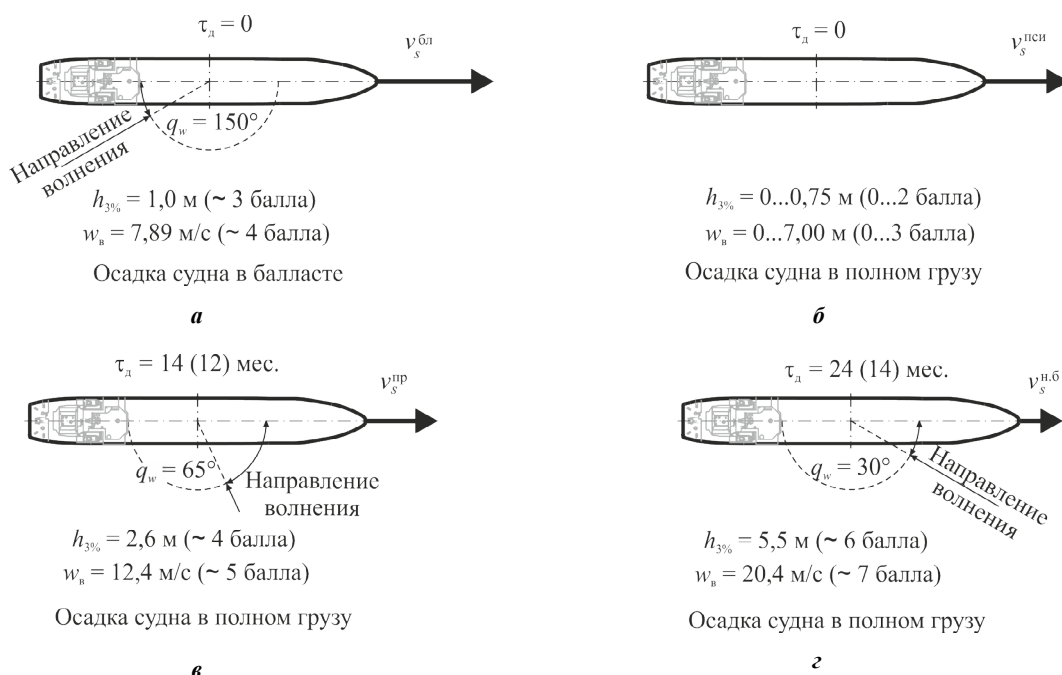 τд = 0
vsбл
qw = 150°
Направление
волнения
h3% = 1,0 м (~ 3 балла)
wв = 7,89 м/с (~ 4 балла)
Осадка судна в балласте
а
τд = 0
vsпси
h3% = 0...0,75 м (0...2 балла)
wв = 0...7,00 м (0...3 балла)
Осадка судна в полном грузу
б
τд = 14 (12) мес.
vsпр
qw = 65°
Направление
волнения
h3% = 2,6 м (~ 4 балла)
wв = 12,4 м/с (~ 5 балла)
Осадка судна в полном грузу
в
τд = 24 (14) мес.
vsн.б
qw = 30°
Направление
волнения
h3% = 5,5 м (~ 6 балла)
wв = 20,4 м/с (~ 7 балла)
Осадка судна в полном грузу
г